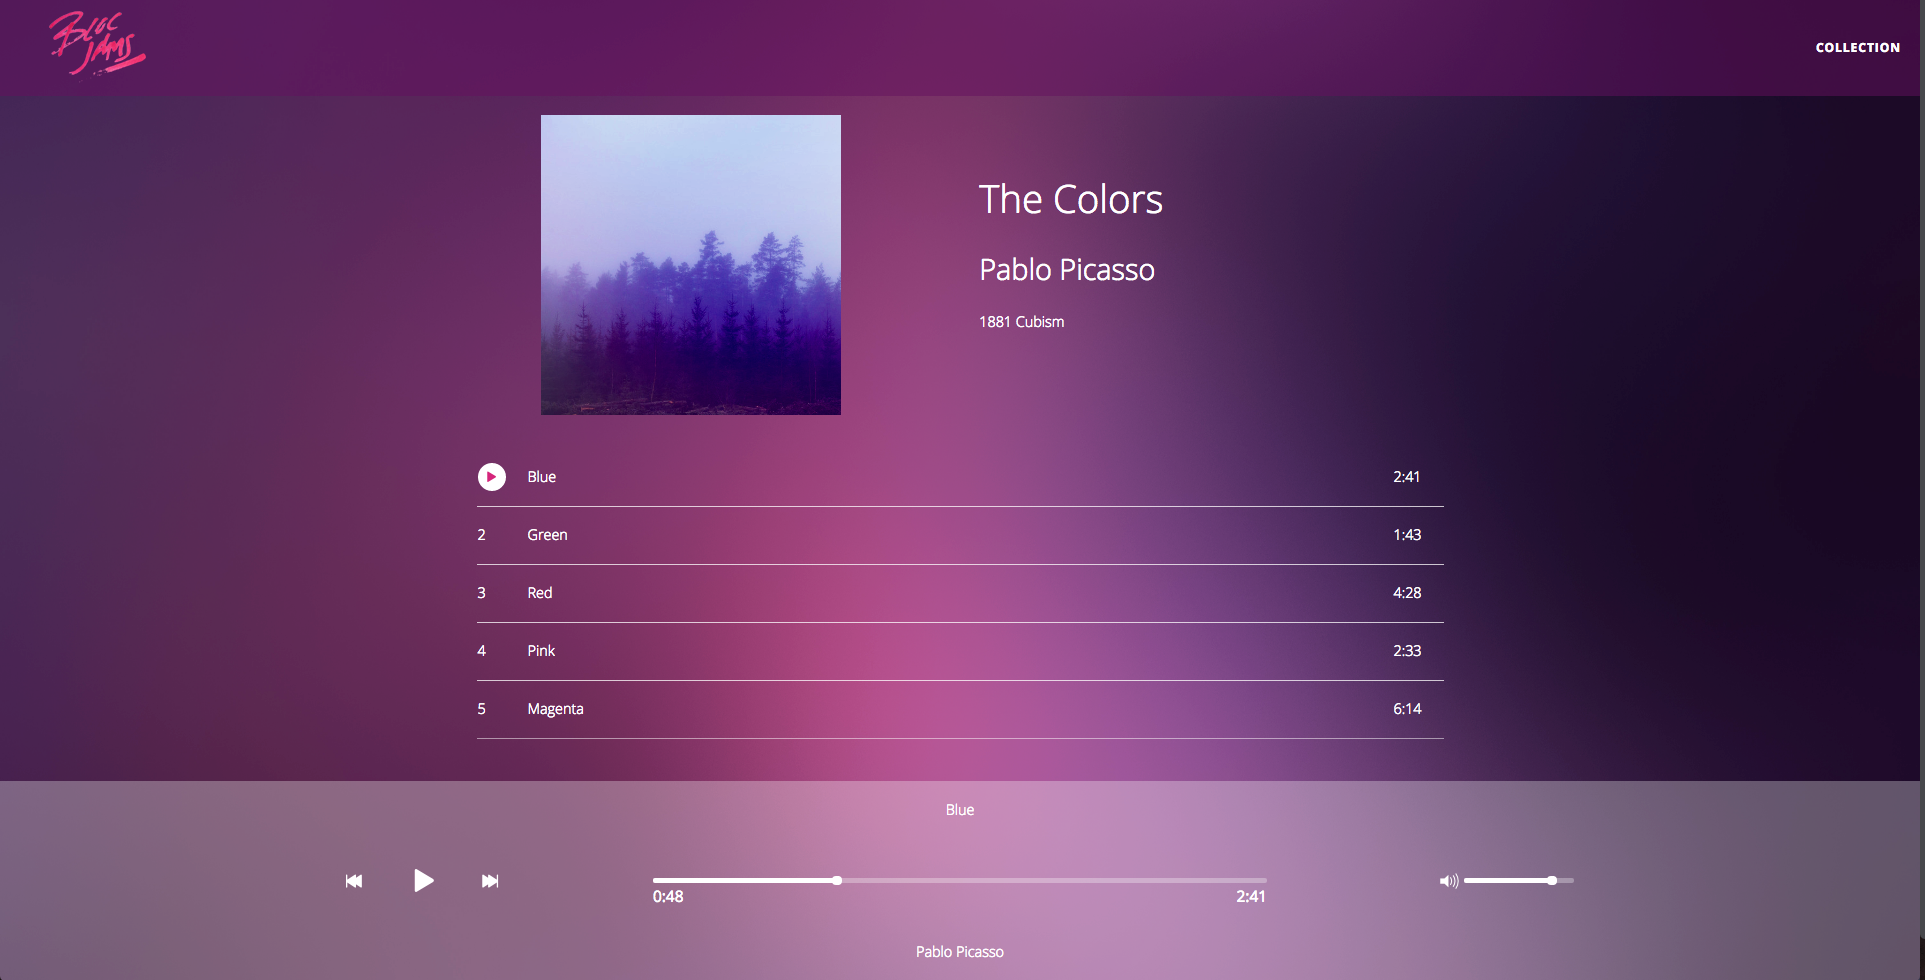 BLOC
JAMS
COLLECTION
The Colors
Pablo Picasso
1881 Cubism
Blue 2:41
2 Green 1:43
3 Red 4:28
4 Pink 2:33
5 Magenta 6:14
Blue
0:48 2:41
Pablo Picasso